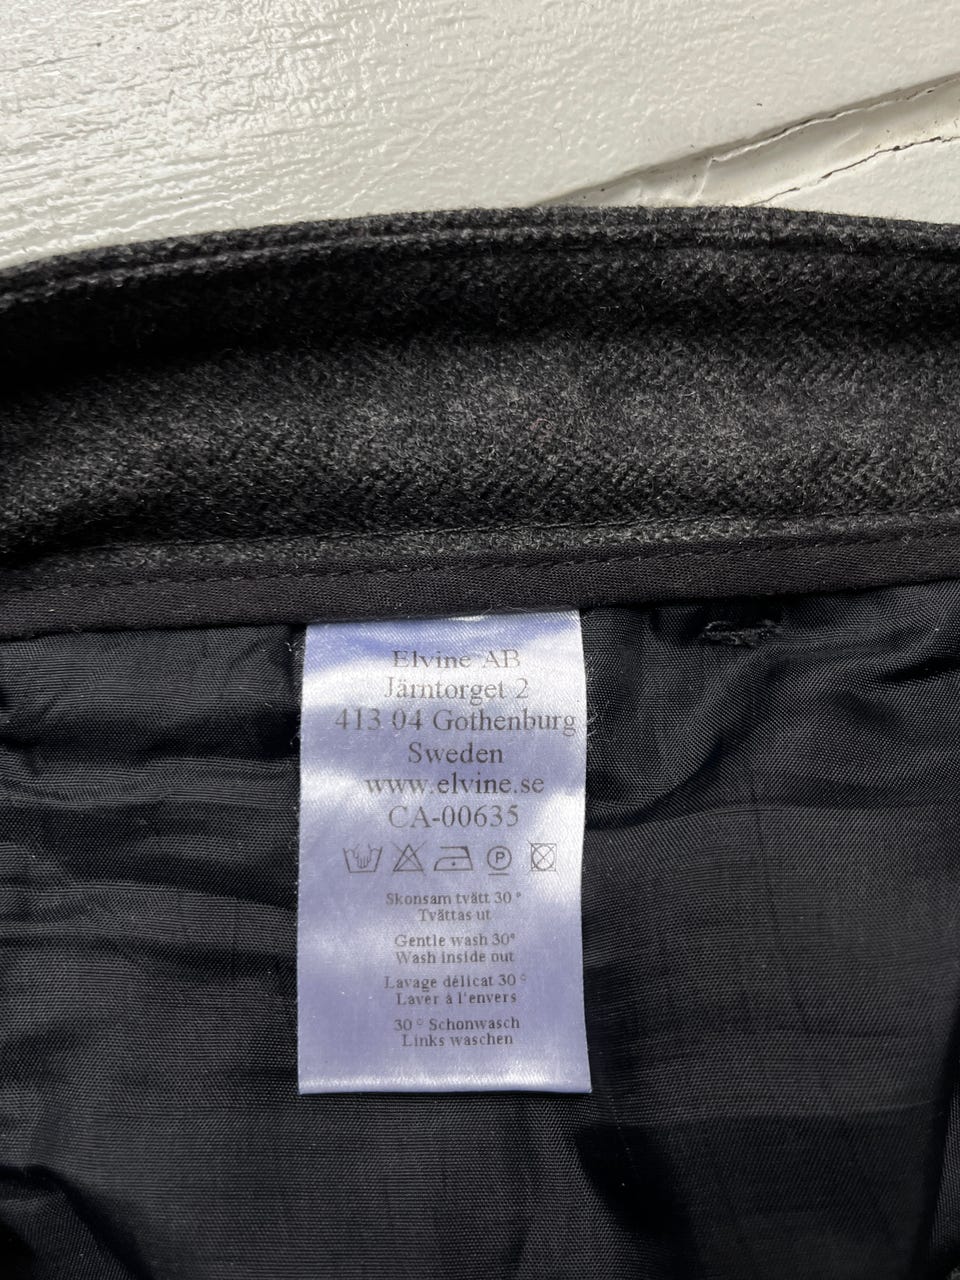 Elvine AB
Järntorget 2
413 04 Gothenburg
Sweden
www.elvine.se
CA-00635
P
Skonsam tvätt 30°
Tvättas ut
Gentle wash 30°
Wash inside out
Lavage délicat 30°
Laver à l'envers
30° Schonwasch
Links waschen